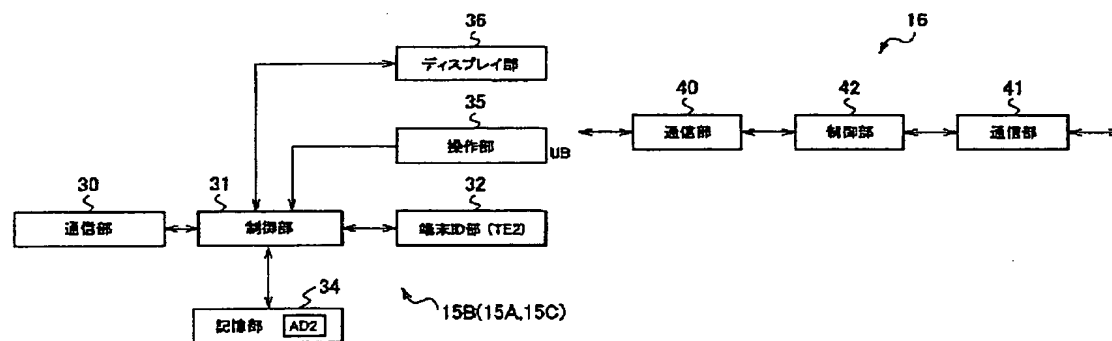 36
ディスプレイ部
35
操作部
UB
30
通信部
31
制御部
32
端末ID部(TE2)
34
記憶部 AD2
15B(15A,15C)
16
40
通信部
42
制御部
41
通信部